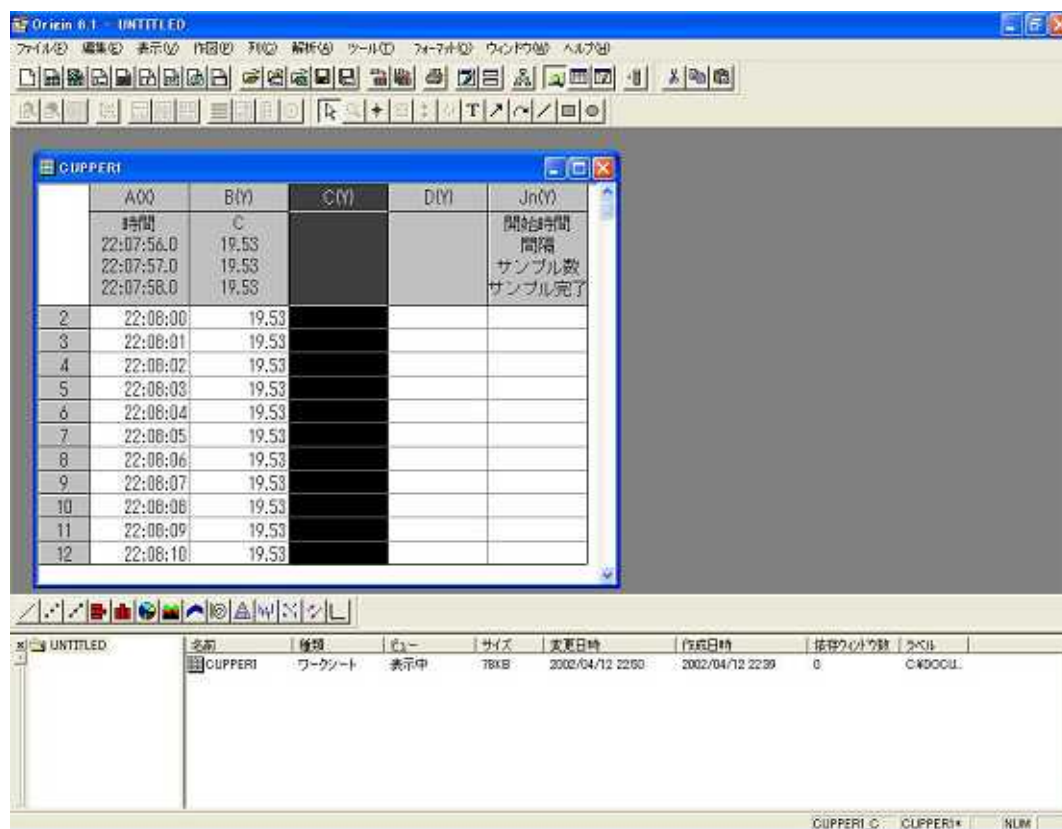 Origin 6.1 - UNTITLED
ファイル(F) 編集(E) 表示(V) 作図(P) 列(C) 解析(A) ツール(T) フォーマット(O) ウィンドウ(W) ヘルプ(H)
T
CUPPER1
A(X) B(Y) C(Y) D(Y) Jn(Y)
時間 C 開始時間
22:07:56.0 19.53 間隔
22:07:57.0 19.53 サンプル数
22:07:58.0 19.53 サンプル完了
2 22:08:00 19.53
3 22:08:01 19.53
4 22:08:02 19.53
5 22:08:03 19.53
6 22:08:04 19.53
7 22:08:05 19.53
8 22:08:06 19.53
9 22:08:07 19.53
10 22:08:08 19.53
11 22:08:09 19.53
12 22:08:10 19.53
UNTITLED
名前 種類 ビュー サイズ 変更日時 作成日時 依存ウィンドウ数 ラベル
CUPPER1 ワークシート 表示中 78KB 2002/04/12 22:50 2002/04/12 22:39 0 C:¥DOCU...
CUPPER1_C CUPPER1* NUM